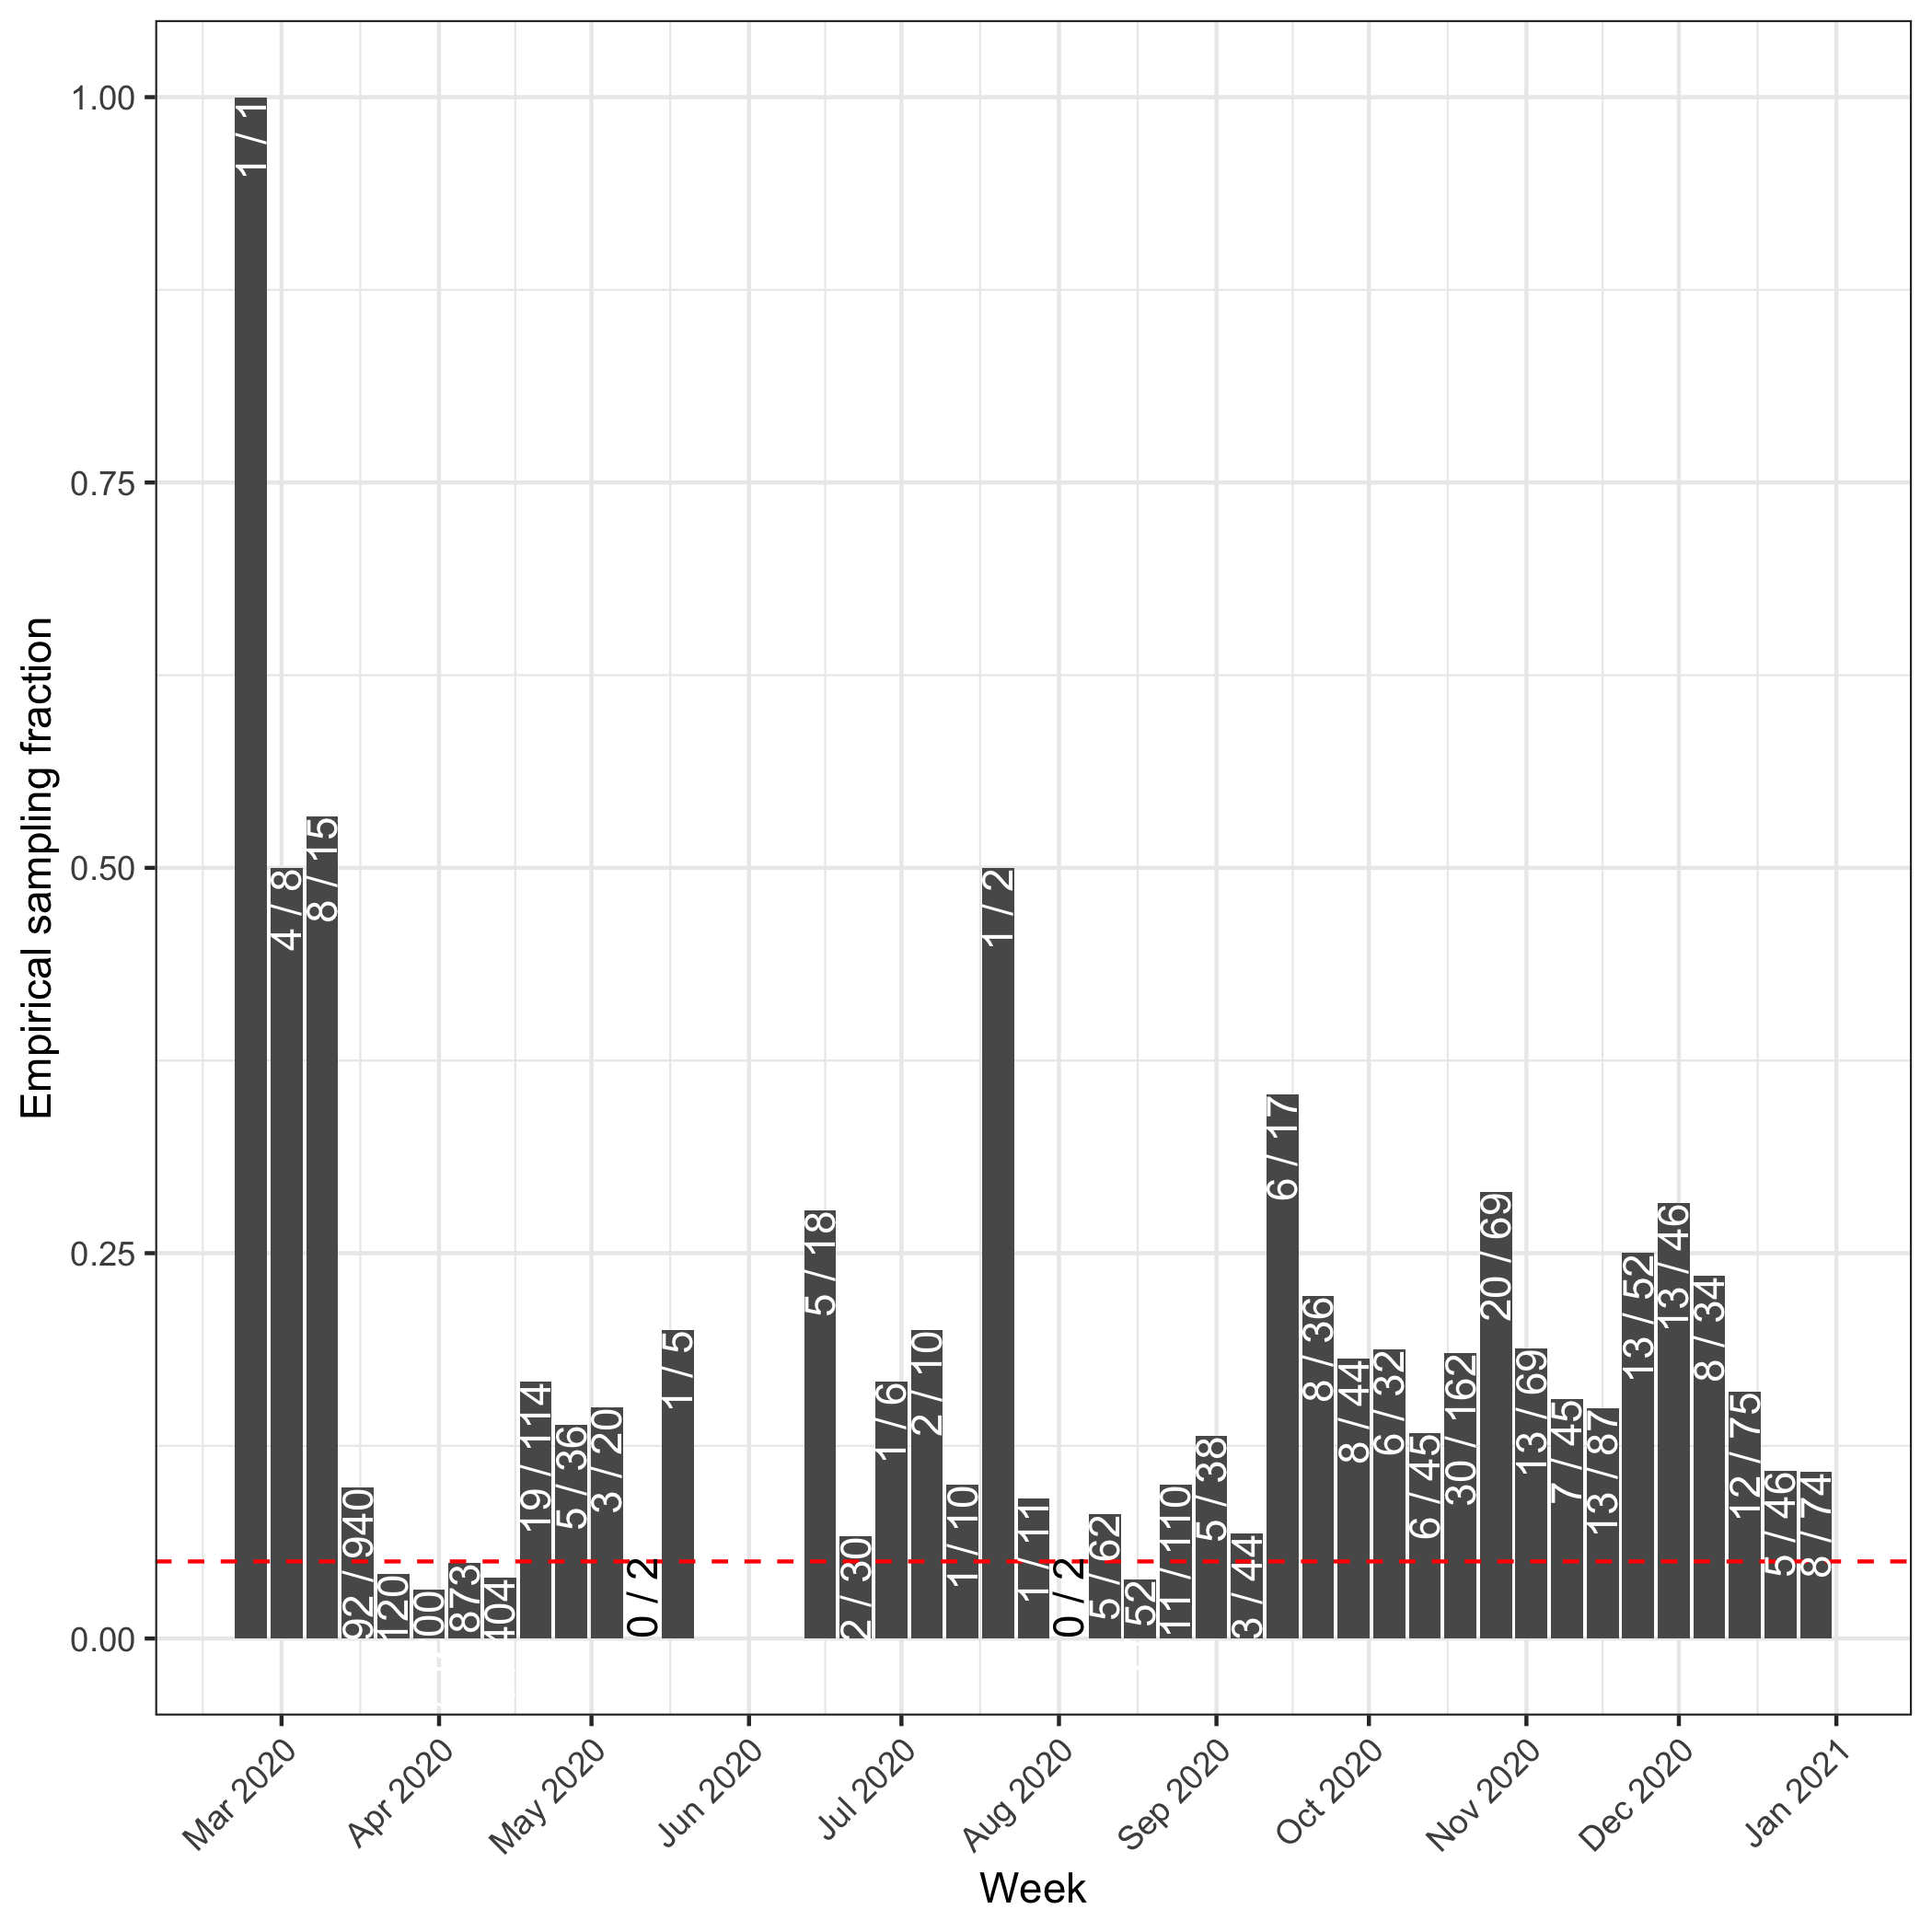 1.00
0.75
0.50
0.25
0.00
Empirical sampling fraction
1 / 1
4 / 8
8 / 15
92 / 940
873
404
19 / 114
5 / 36
3 / 20
0 / 2
1 / 5
5 / 18
2 / 30
1 / 6
2 / 10
1 / 10
1 / 2
1 / 11
0 / 2
5 / 62
52
11 / 110
5 / 38
3 / 44
6 / 17
8 / 36
8 / 44
6 / 32
6 / 45
30 / 162
20 / 69
13 / 69
7 / 45
13 / 87
13 / 52
13 / 46
8 / 34
12 / 75
5 / 46
8 / 74
Mar 2020
Apr 2020
May 2020
Jun 2020
Jul 2020
Aug 2020
Sep 2020
Oct 2020
Nov 2020
Dec 2020
Jan 2021
Week